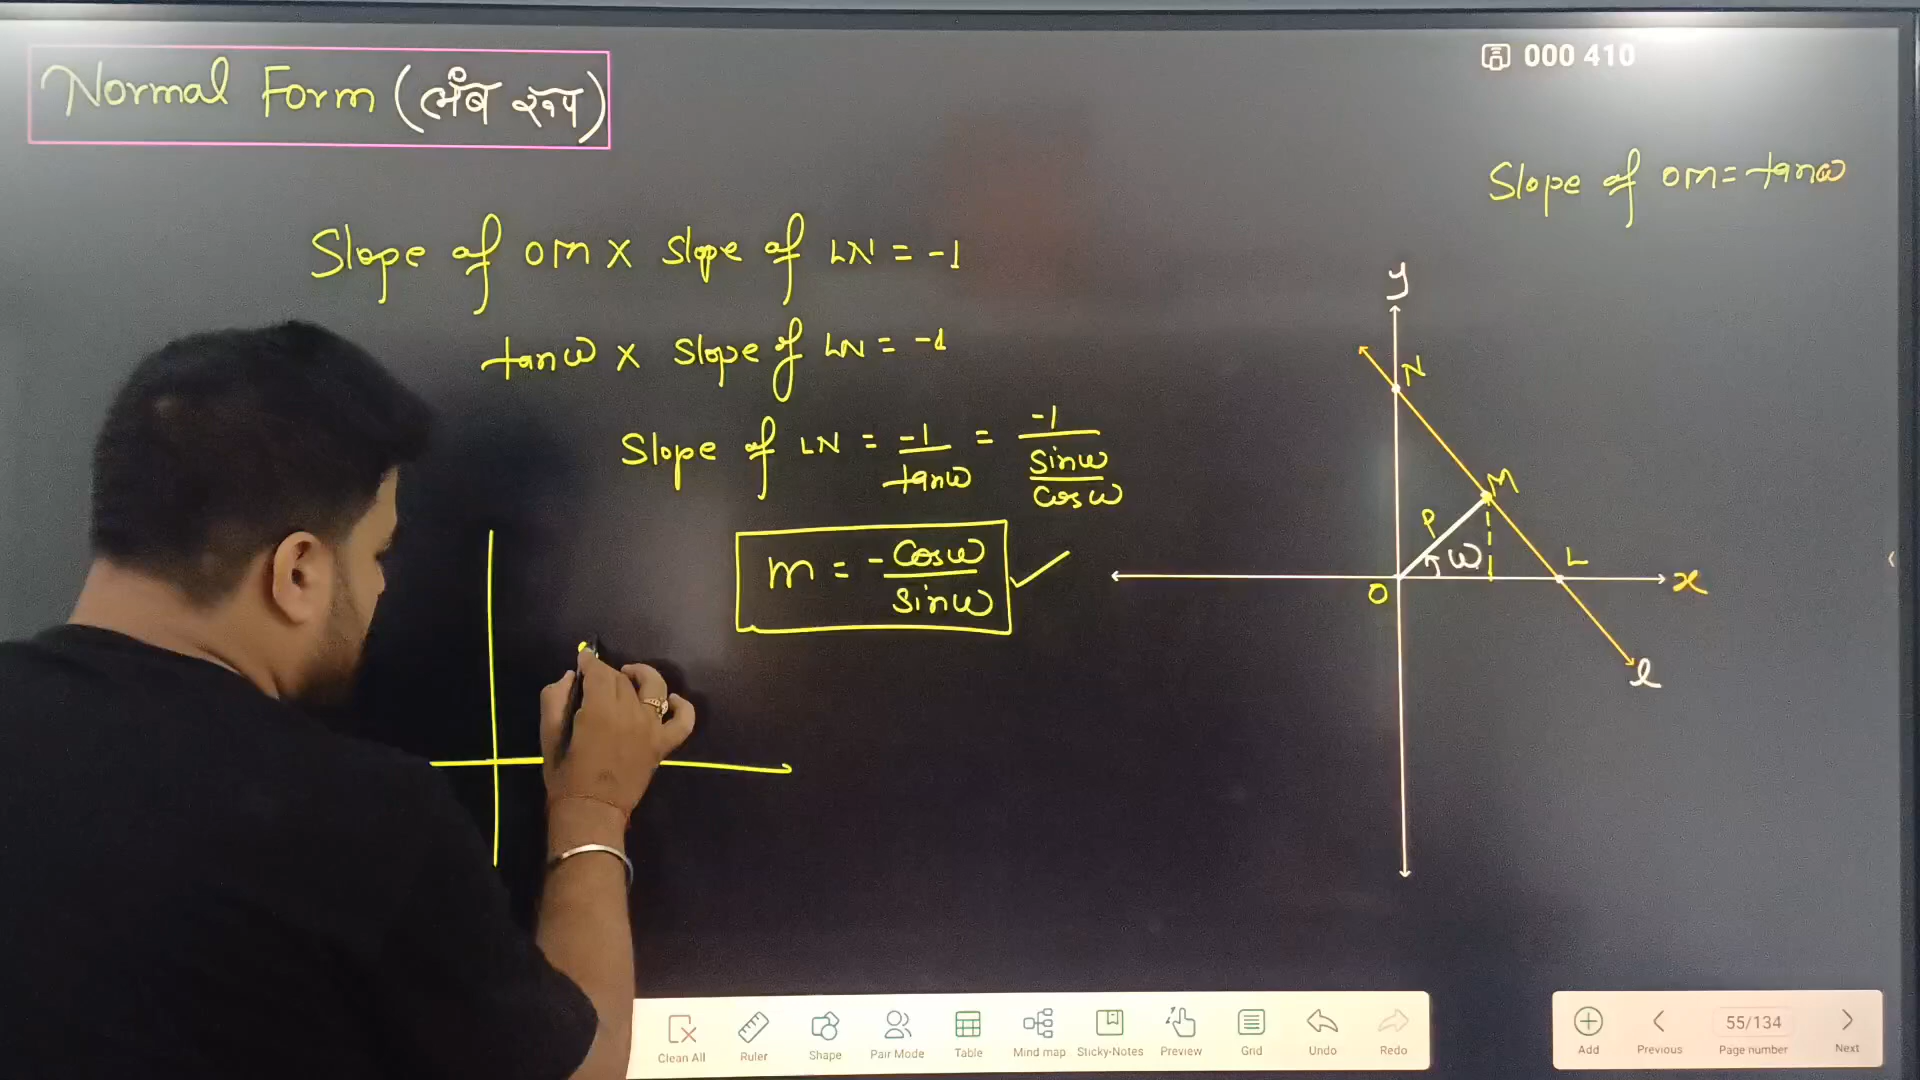 Normal Form (लंब रूप)
000 410
Slope of OM = tanω
Slope of OM × Slope of LN = -1
tanω × Slope of LN = -1
Slope of LN = -1/tanω = -1/(sinω/cosω)
m = -cosω/sinω ✓
y
N
M
P
ω
L
O
x
l
Clean All Ruler Shape Pair Mode Table Mind map Sticky-Notes Preview Grid Undo Redo
Add Previous 55/134 Page number Next